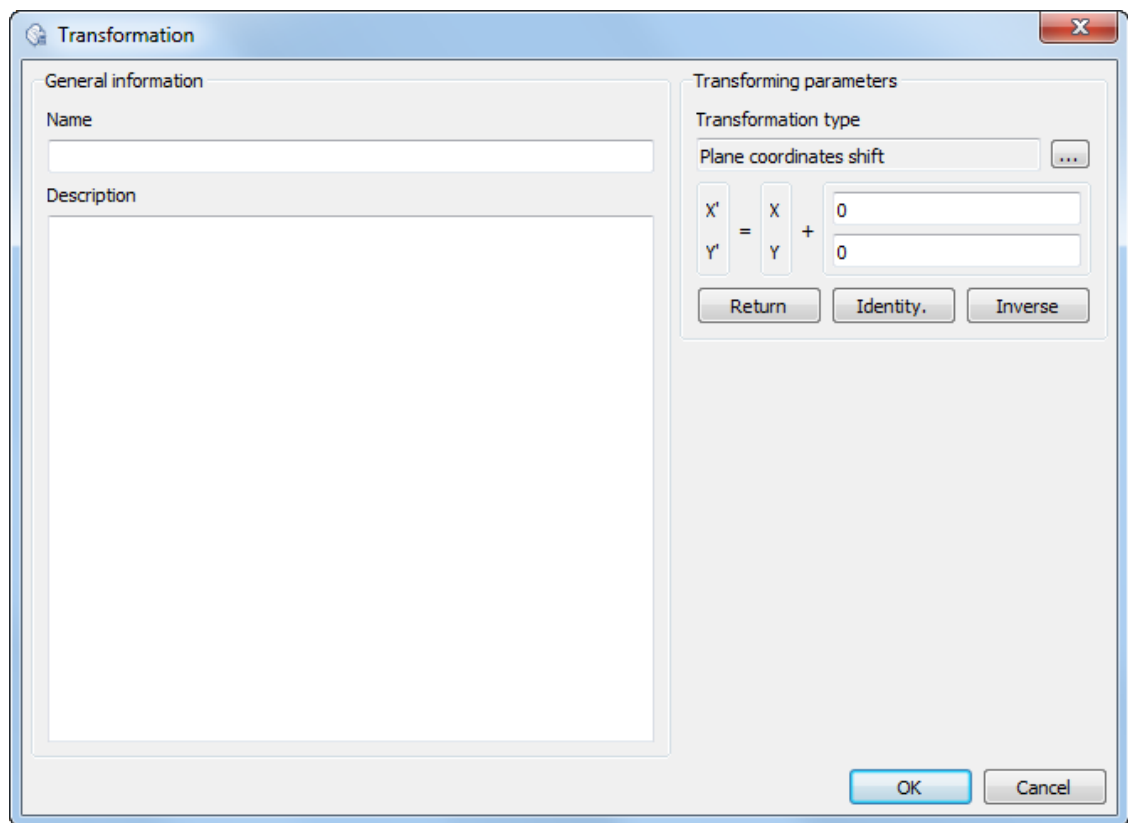 Transformation
General information
Name
Description
Transforming parameters
Transformation type
Plane coordinates shift ...
X' = X + 0
Y' Y 0
Return Identity. Inverse
OK Cancel